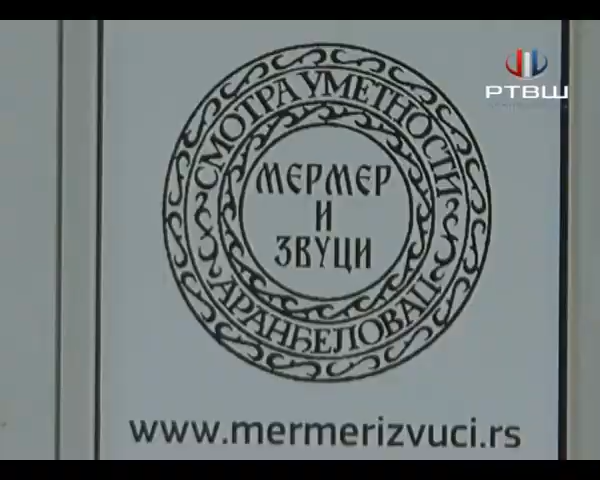 РТВШ
СМОТРА УМЕТНОСТИ
МЕРМЕР
И
ЗВУЦИ
АРАНЂЕЛОВАЦ
www.mermerizvuci.rs